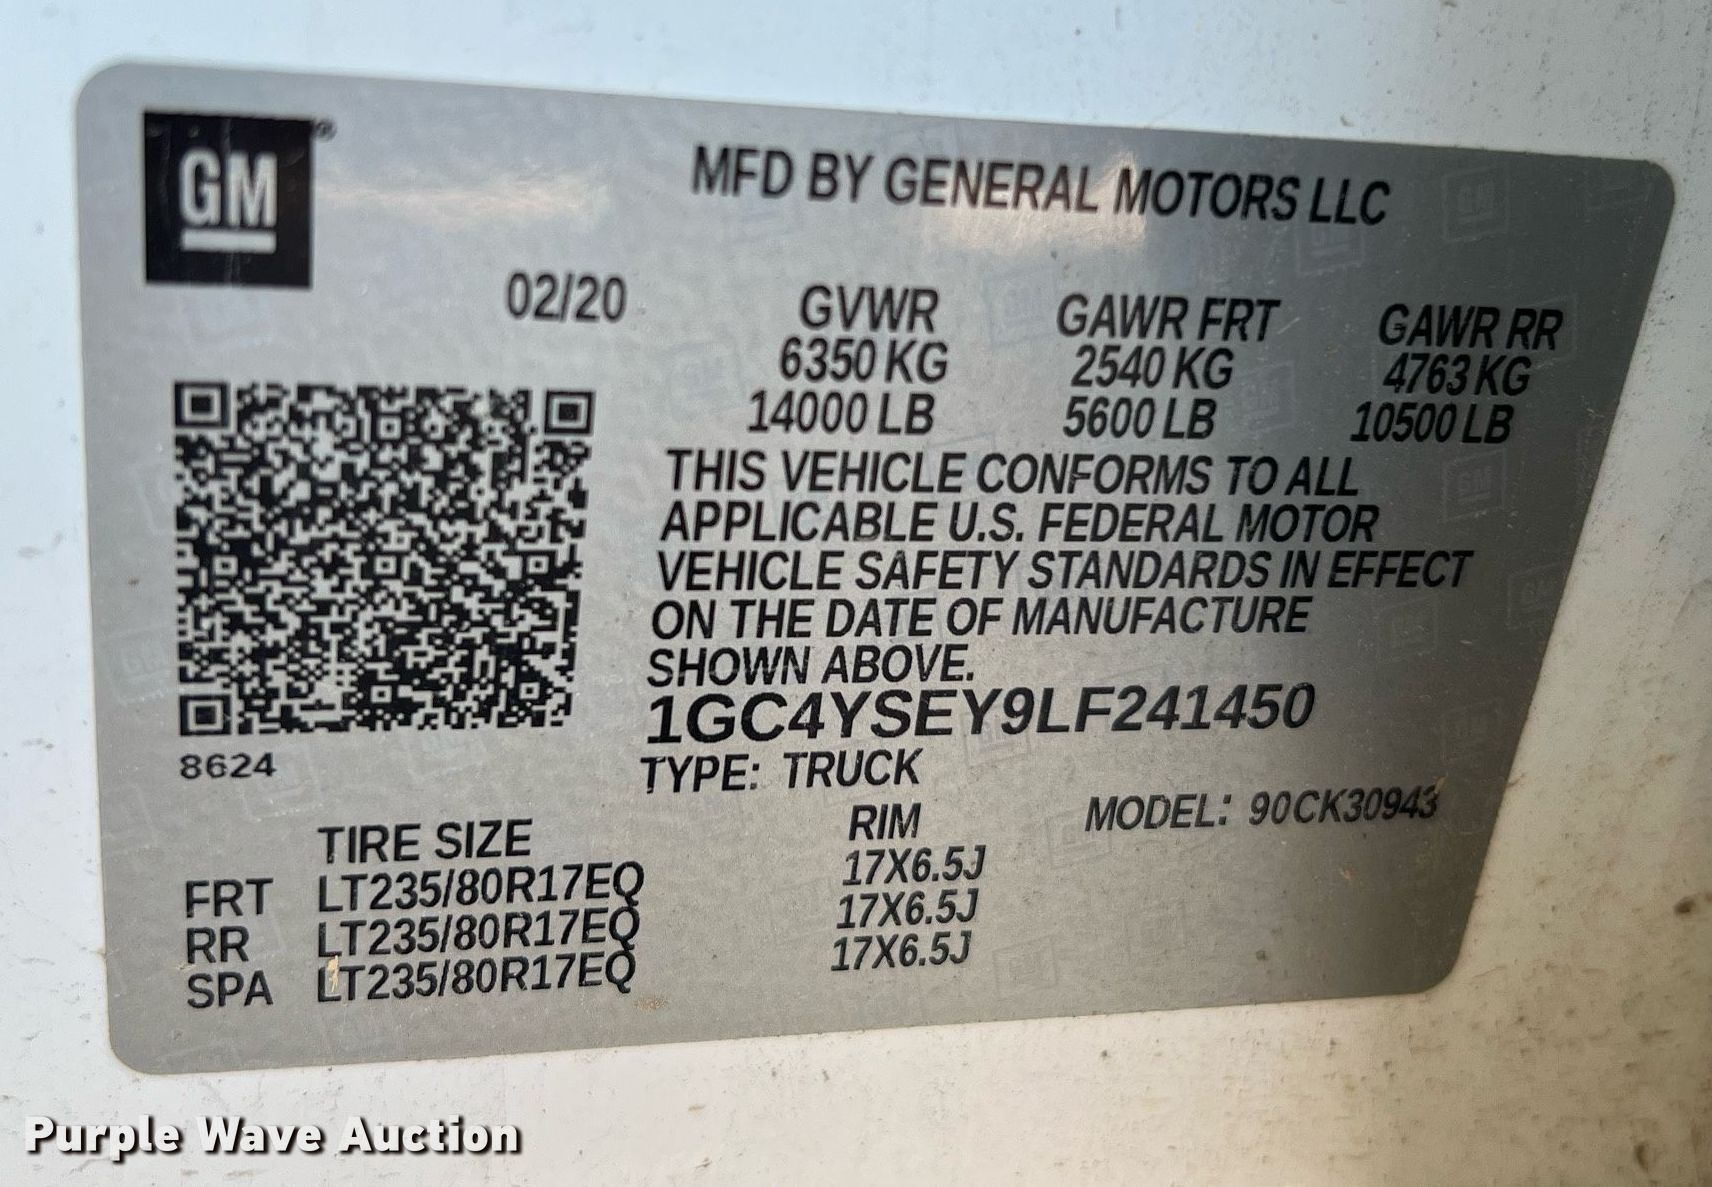 GM®
MFD BY GENERAL MOTORS LLC
02/20 GVWR GAWR FRT GAWR RR
6350 KG 2540 KG 4763 KG
14000 LB 5600 LB 10500 LB
THIS VEHICLE CONFORMS TO ALL
APPLICABLE U.S. FEDERAL MOTOR
VEHICLE SAFETY STANDARDS IN EFFECT
ON THE DATE OF MANUFACTURE
SHOWN ABOVE.
1GC4YSEY9LF241450
8624
TYPE: TRUCK
MODEL: 90CK30943
TIRE SIZE RIM
FRT LT235/80R17EQ 17X6.5J
RR LT235/80R17EQ 17X6.5J
SPA LT235/80R17EQ 17X6.5J
Purple Wave Auction